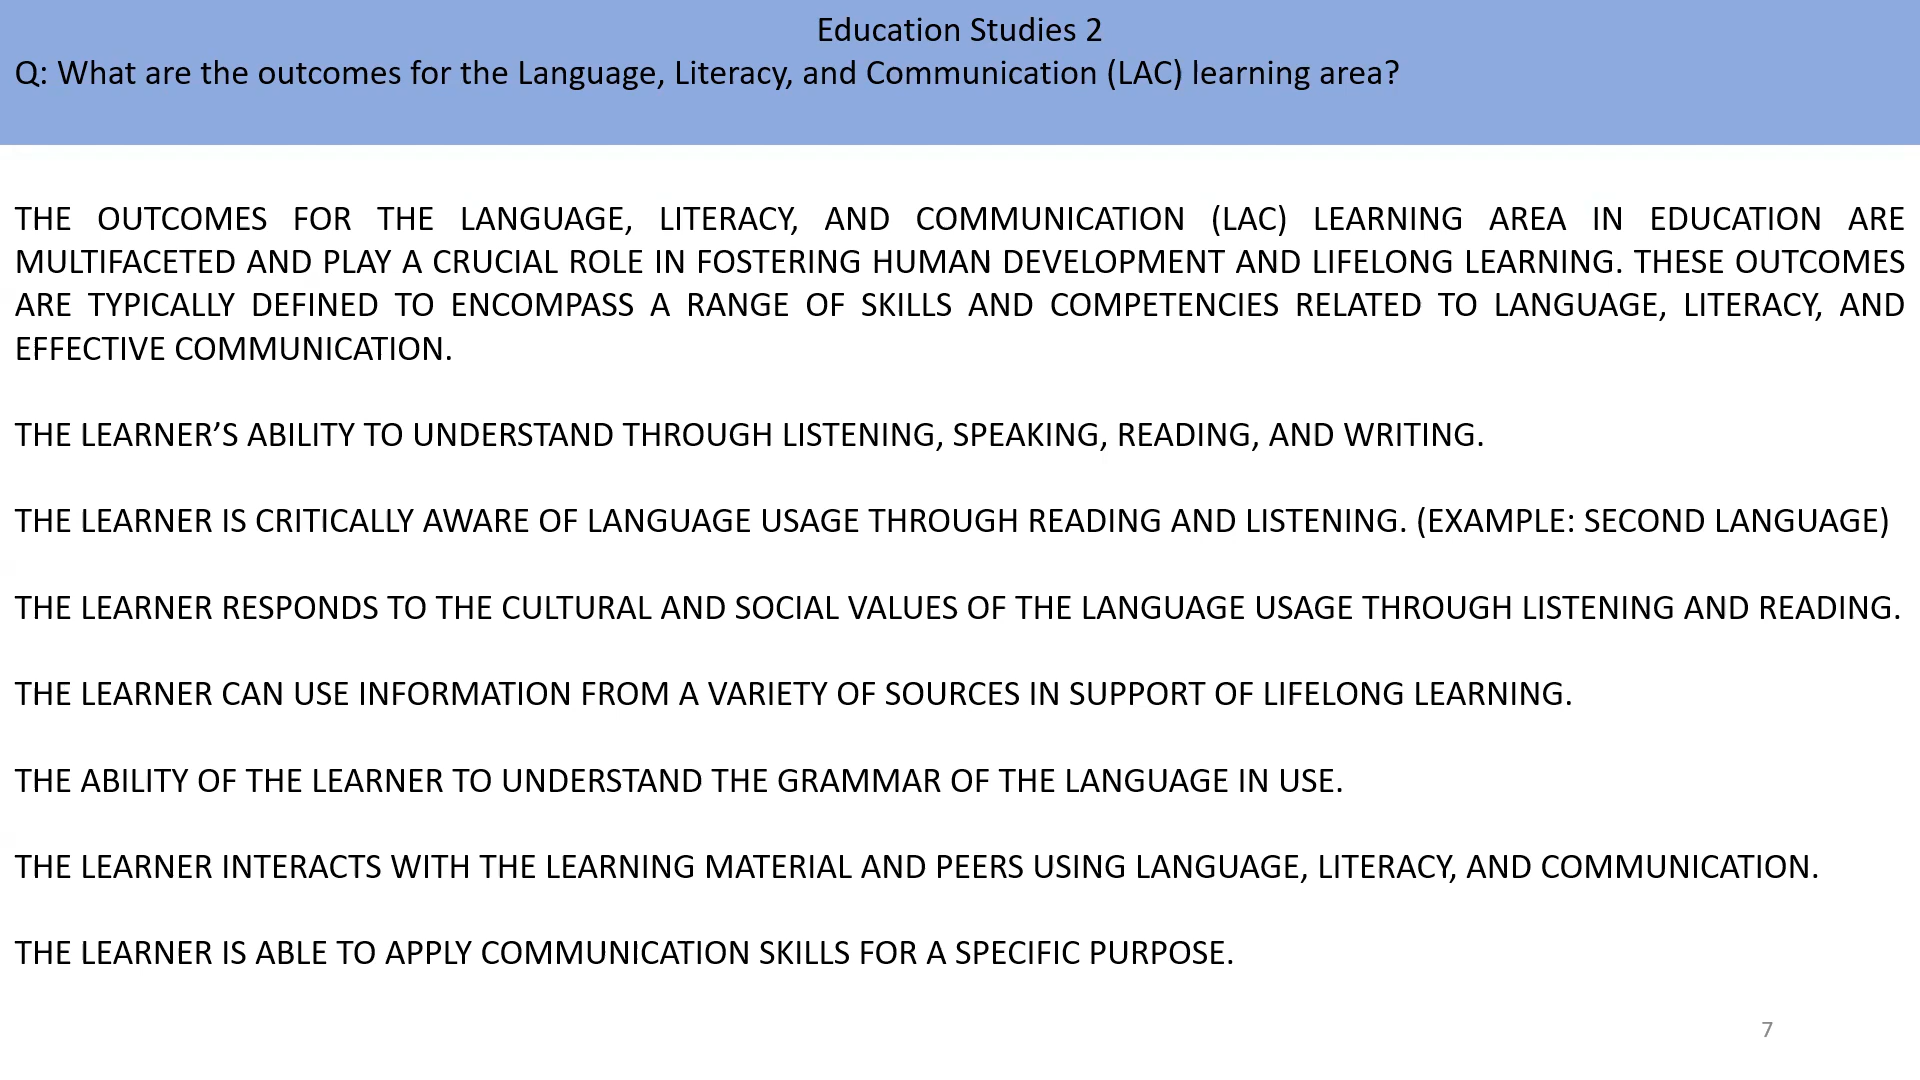 Education Studies 2
Q: What are the outcomes for the Language, Literacy, and Communication (LAC) learning area?
THE OUTCOMES FOR THE LANGUAGE, LITERACY, AND COMMUNICATION (LAC) LEARNING AREA IN EDUCATION ARE
MULTIFACETED AND PLAY A CRUCIAL ROLE IN FOSTERING HUMAN DEVELOPMENT AND LIFELONG LEARNING. THESE OUTCOMES
ARE TYPICALLY DEFINED TO ENCOMPASS A RANGE OF SKILLS AND COMPETENCIES RELATED TO LANGUAGE, LITERACY, AND
EFFECTIVE COMMUNICATION.
THE LEARNER’S ABILITY TO UNDERSTAND THROUGH LISTENING, SPEAKING, READING, AND WRITING.
THE LEARNER IS CRITICALLY AWARE OF LANGUAGE USAGE THROUGH READING AND LISTENING. (EXAMPLE: SECOND LANGUAGE)
THE LEARNER RESPONDS TO THE CULTURAL AND SOCIAL VALUES OF THE LANGUAGE USAGE THROUGH LISTENING AND READING.
THE LEARNER CAN USE INFORMATION FROM A VARIETY OF SOURCES IN SUPPORT OF LIFELONG LEARNING.
THE ABILITY OF THE LEARNER TO UNDERSTAND THE GRAMMAR OF THE LANGUAGE IN USE.
THE LEARNER INTERACTS WITH THE LEARNING MATERIAL AND PEERS USING LANGUAGE, LITERACY, AND COMMUNICATION.
THE LEARNER IS ABLE TO APPLY COMMUNICATION SKILLS FOR A SPECIFIC PURPOSE.
7